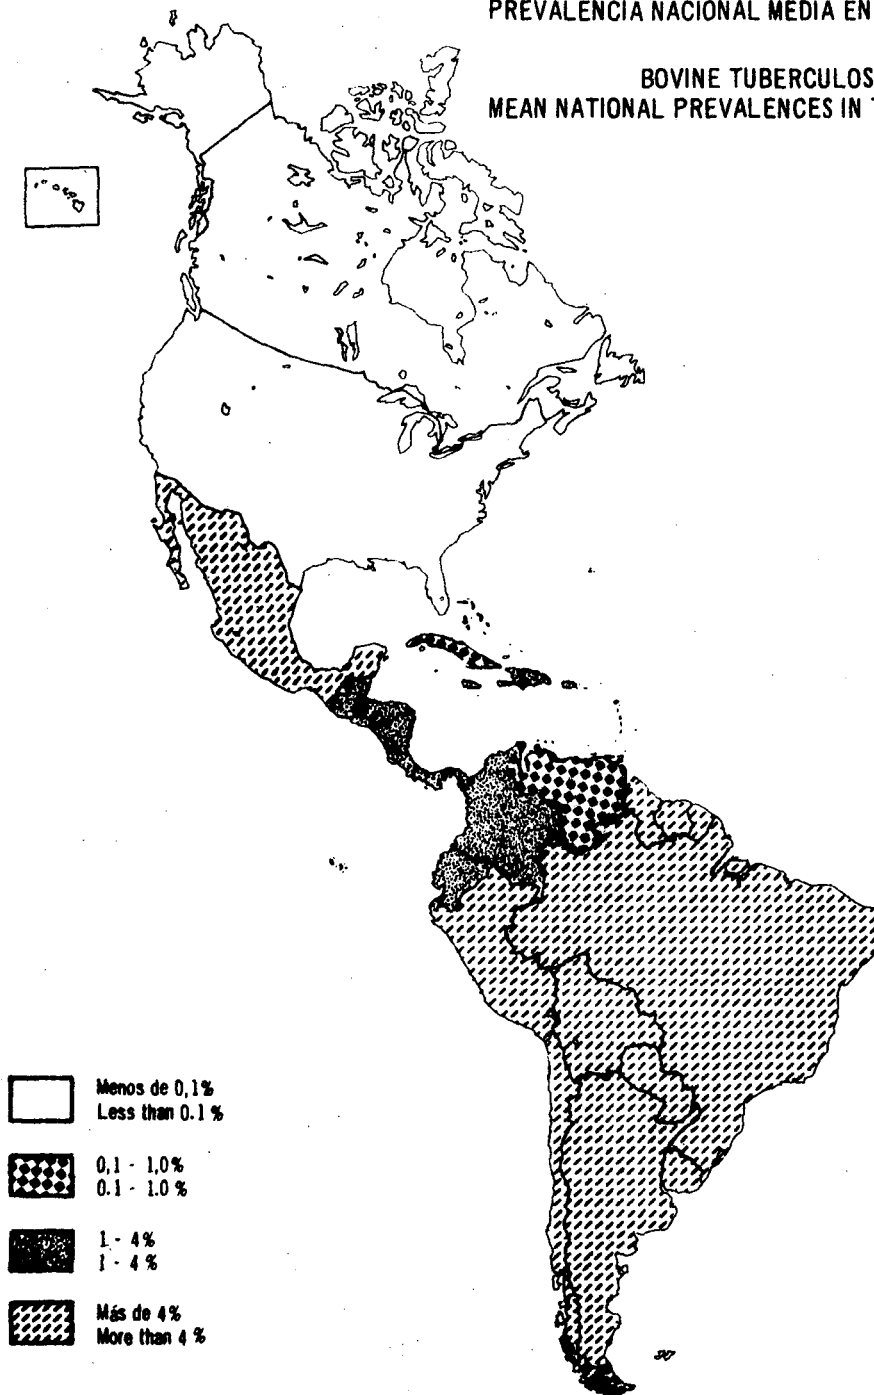 PREVALENCIA NACIONAL MEDIA EN
BOVINE TUBERCULOS
MEAN NATIONAL PREVALENCES IN T
Menos de 0,1%
Less than 0.1 %
0,1 - 1,0%
0.1 - 1.0 %
1 - 4%
1 - 4 %
Más de 4%
More than 4 %